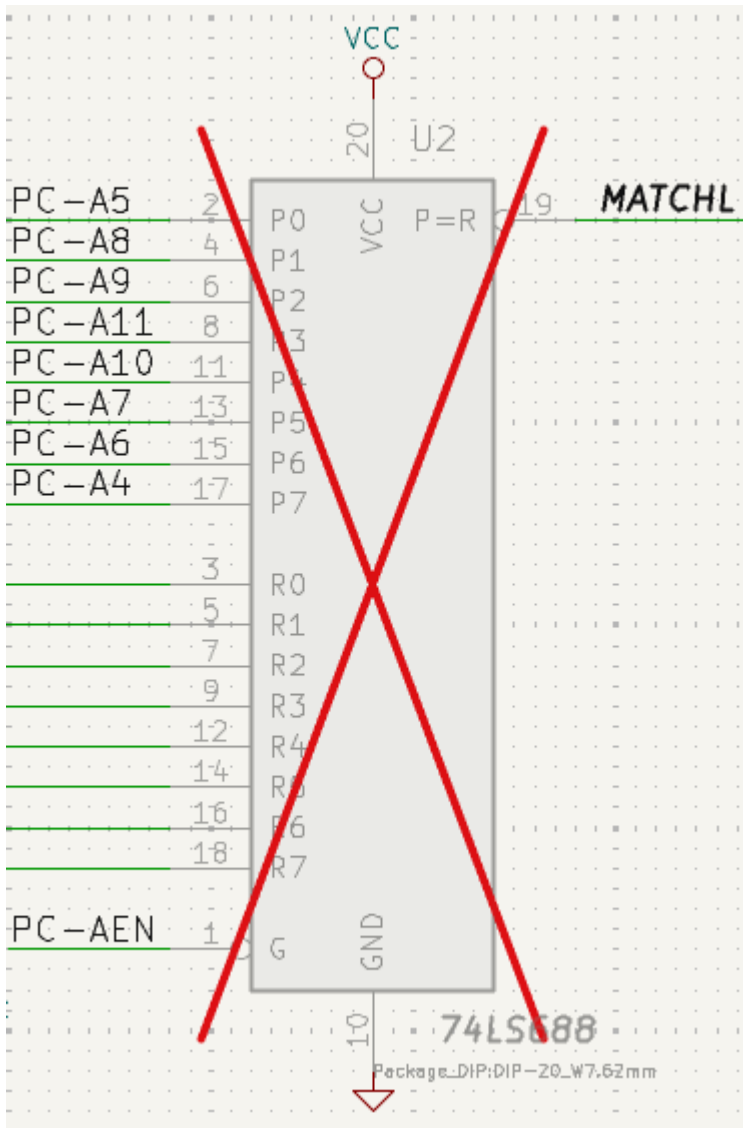 VCC
20 U2
PC-A5 2 P0 VCC P=R 19 MATCHL
PC-A8 4 P1
PC-A9 6 P2
PC-A11 8 P3
PC-A10 11 P4
PC-A7 13 P5
PC-A6 15 P6
PC-A4 17 P7
3 R0
5 R1
7 R2
9 R3
12 R4
14 R5
16 R6
18 R7
PC-AEN 1 G GND
10 74LS688
Package_DIP:DIP-20_W7.62mm